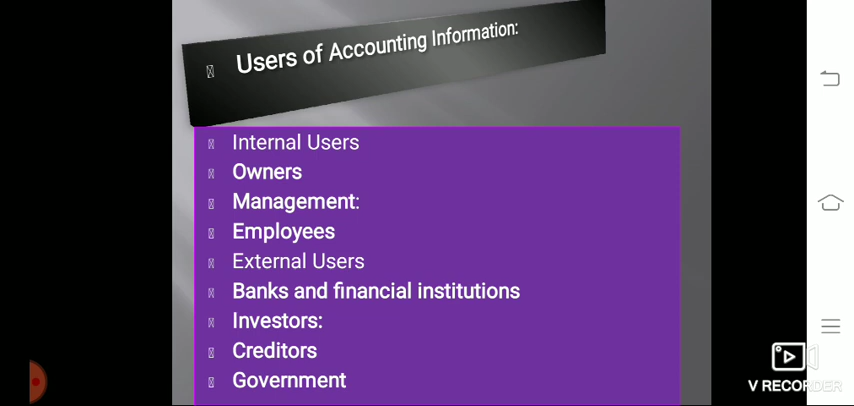 Users of Accounting Information:
Internal Users
Owners
Management:
Employees
External Users
Banks and financial institutions
Investors:
Creditors
Government
V RECORDER